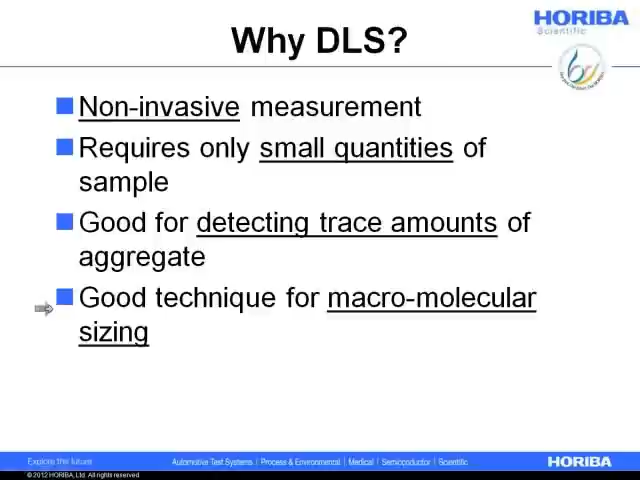 HORIBA
Scientific
Why DLS?
Non-invasive measurement
Requires only small quantities of
sample
Good for detecting trace amounts of
aggregate
Good technique for macro-molecular
sizing
Explore the future
Automotive Test Systems | Process & Environmental | Medical | Semiconductor | Scientific
HORIBA
© 2012 HORIBA, Ltd. All rights reserved.